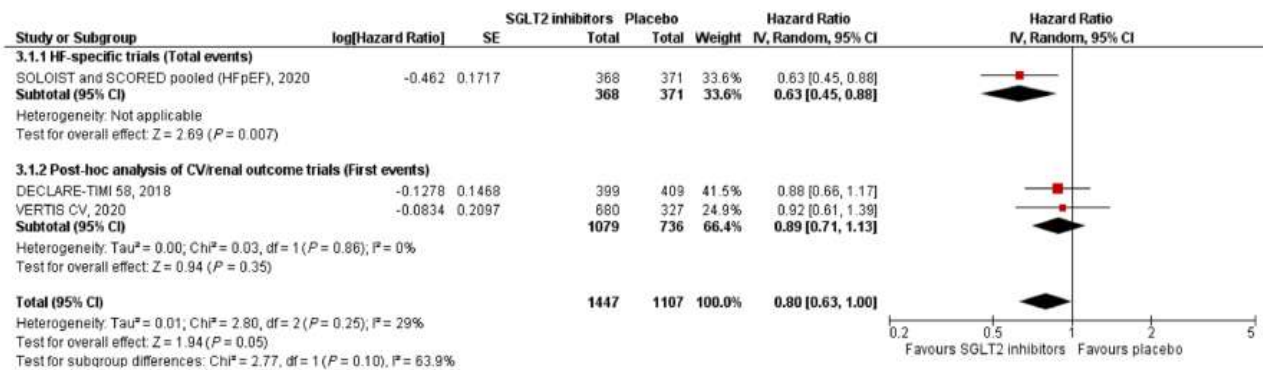 SGLT2 inhibitors Placebo Hazard Ratio Hazard Ratio
Study or Subgroup log[Hazard Ratio] SE Total Total Weight IV, Random, 95% CI IV, Random, 95% CI
3.1.1 HF-specific trials (Total events)
SOLOIST and SCORED pooled (HFpEF), 2020 -0.462 0.1717 368 371 33.6% 0.63 [0.45, 0.88]
Subtotal (95% CI) 368 371 33.6% 0.63 [0.45, 0.88]
Heterogeneity: Not applicable
Test for overall effect: Z = 2.69 (P = 0.007)
3.1.2 Post-hoc analysis of CV/renal outcome trials (First events)
DECLARE-TIMI 58, 2018 -0.1278 0.1468 399 409 41.5% 0.88 [0.66, 1.17]
VERTIS CV, 2020 -0.0834 0.2097 680 327 24.9% 0.92 [0.61, 1.39]
Subtotal (95% CI) 1079 736 66.4% 0.89 [0.71, 1.13]
Heterogeneity: Tau² = 0.00; Chi² = 0.03, df = 1 (P = 0.86); I² = 0%
Test for overall effect: Z = 0.94 (P = 0.35)
Total (95% CI) 1447 1107 100.0% 0.80 [0.63, 1.00]
Heterogeneity: Tau² = 0.01; Chi² = 2.80, df = 2 (P = 0.25); I² = 29%
Test for overall effect: Z = 1.94 (P = 0.05)
Test for subgroup differences: Chi² = 2.77, df = 1 (P = 0.10), I² = 63.9%
0.2 0.5 1 2 5
Favours SGLT2 inhibitors Favours placebo